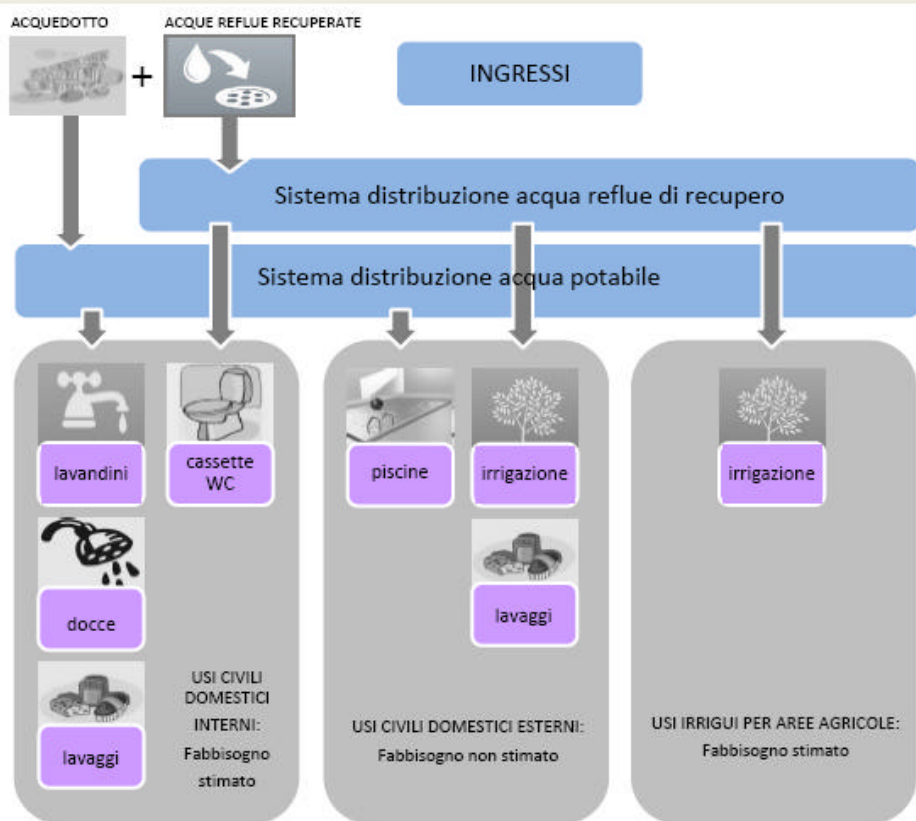 ACQUEDOTTO
ACQUE REFLUE RECUPERATE
+
INGRESSI
Sistema distribuzione acqua reflue di recupero
Sistema distribuzione acqua potabile
lavandini
cassette
WC
docce
lavaggi
USI CIVILI
DOMESTICI
INTERNI:
Fabbisogno
stimato
piscine
irrigazione
lavaggi
USI CIVILI DOMESTICI ESTERNI:
Fabbisogno non stimato
irrigazione
USI IRRIGUI PER AREE AGRICOLE:
Fabbisogno stimato